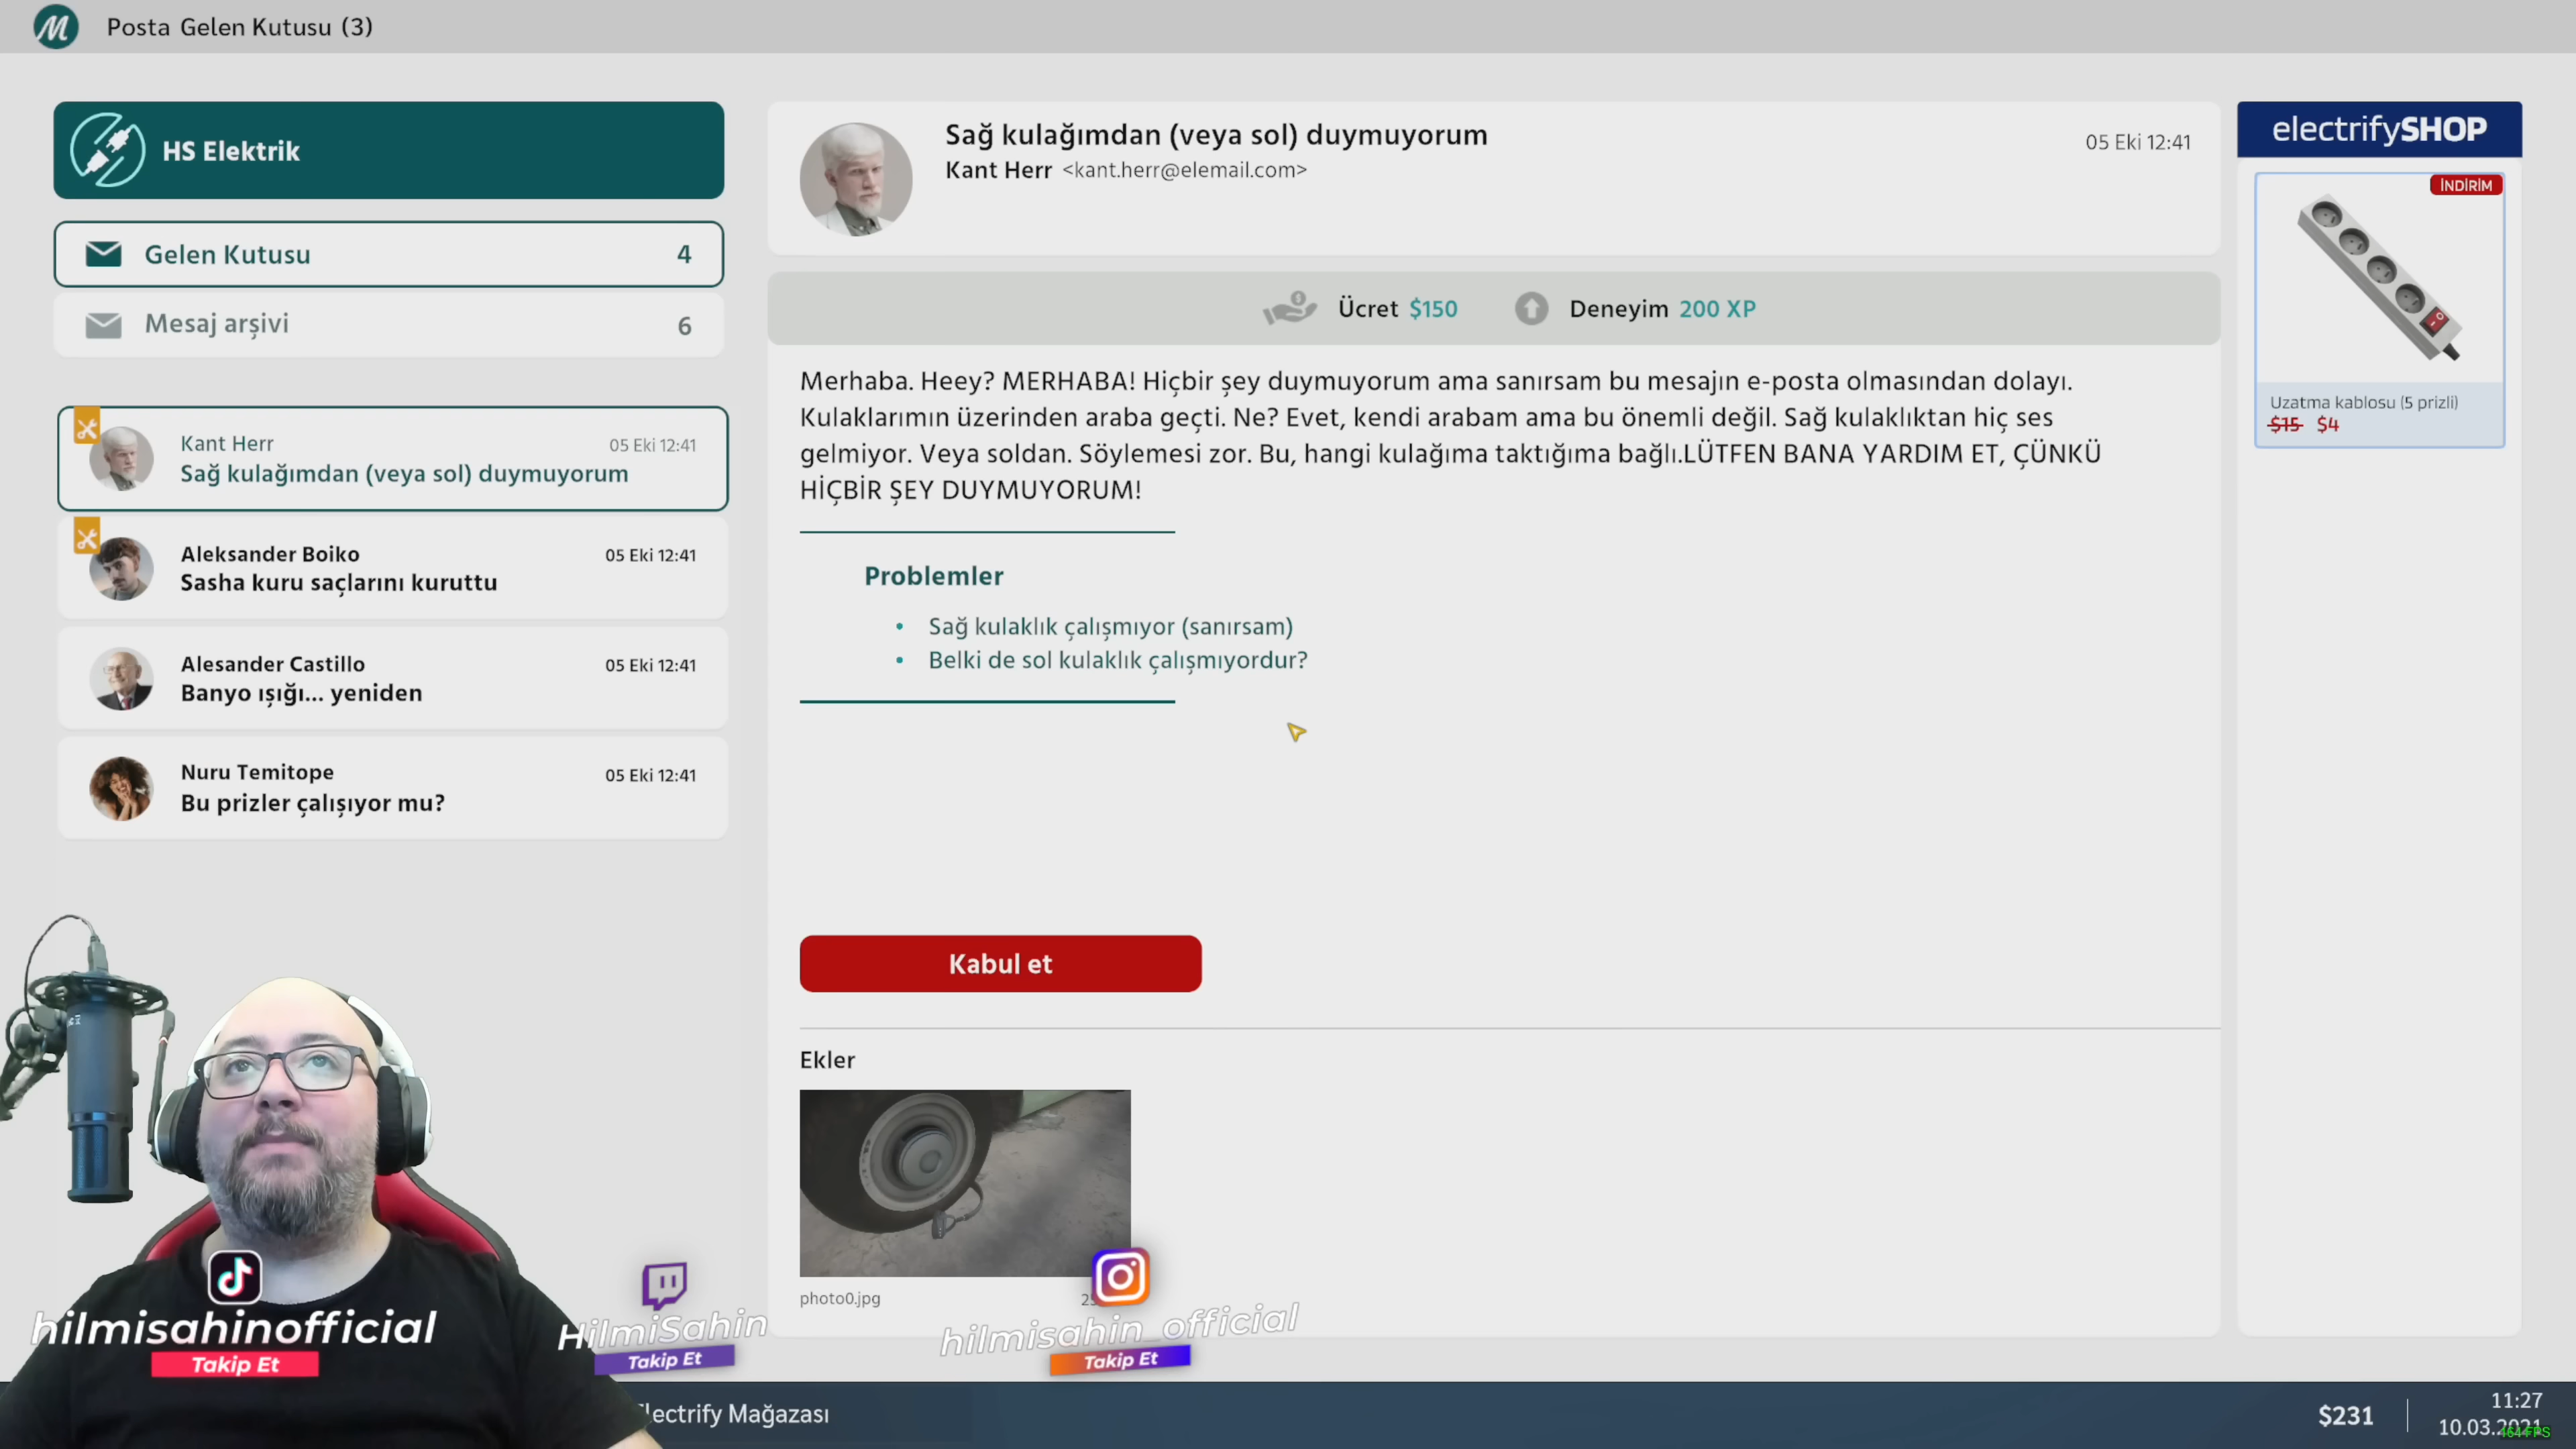 Posta Gelen Kutusu (3)
HS Elektrik
Gelen Kutusu 4
Mesaj arşivi 6
Kant Herr 05 Eki 12:41
Sağ kulağımdan (veya sol) duymuyorum
Aleksander Boiko 05 Eki 12:41
Sasha kuru saçlarını kuruttu
Alesander Castillo 05 Eki 12:41
Banyo ışığı... yeniden
Nuru Temitope 05 Eki 12:41
Bu prizler çalışıyor mu?
Sağ kulağımdan (veya sol) duymuyorum
05 Eki 12:41
Kant Herr <kant.herr@elemail.com>
Ücret $150 Deneyim 200 XP
Merhaba. Heey? MERHABA! Hiçbir şey duymuyorum ama sanırsam bu mesajın e-posta olmasından dolayı.
Kulaklarımın üzerinden araba geçti. Ne? Evet, kendi arabam ama bu önemli değil. Sağ kulaklıktan hiç ses
gelmiyor. Veya soldan. Söylemesi zor. Bu, hangi kulağıma taktığıma bağlı.LÜTFEN BANA YARDIM ET, ÇÜNKÜ
HİÇBİR ŞEY DUYMUYORUM!
Problemler
• Sağ kulaklık çalışmıyor (sanırsam)
• Belki de sol kulaklık çalışmıyordur?
Kabul et
Ekler
photo0.jpg
electrifySHOP
İNDİRİM
Uzatma kablosu (5 prizli)
$15 $4
hilmisahinofficial
Takip Et
HilmiSahin
Takip Et
hilmisahin_official
Takip Et
lectrify Mağazası
$231
11:27
10.03.2021